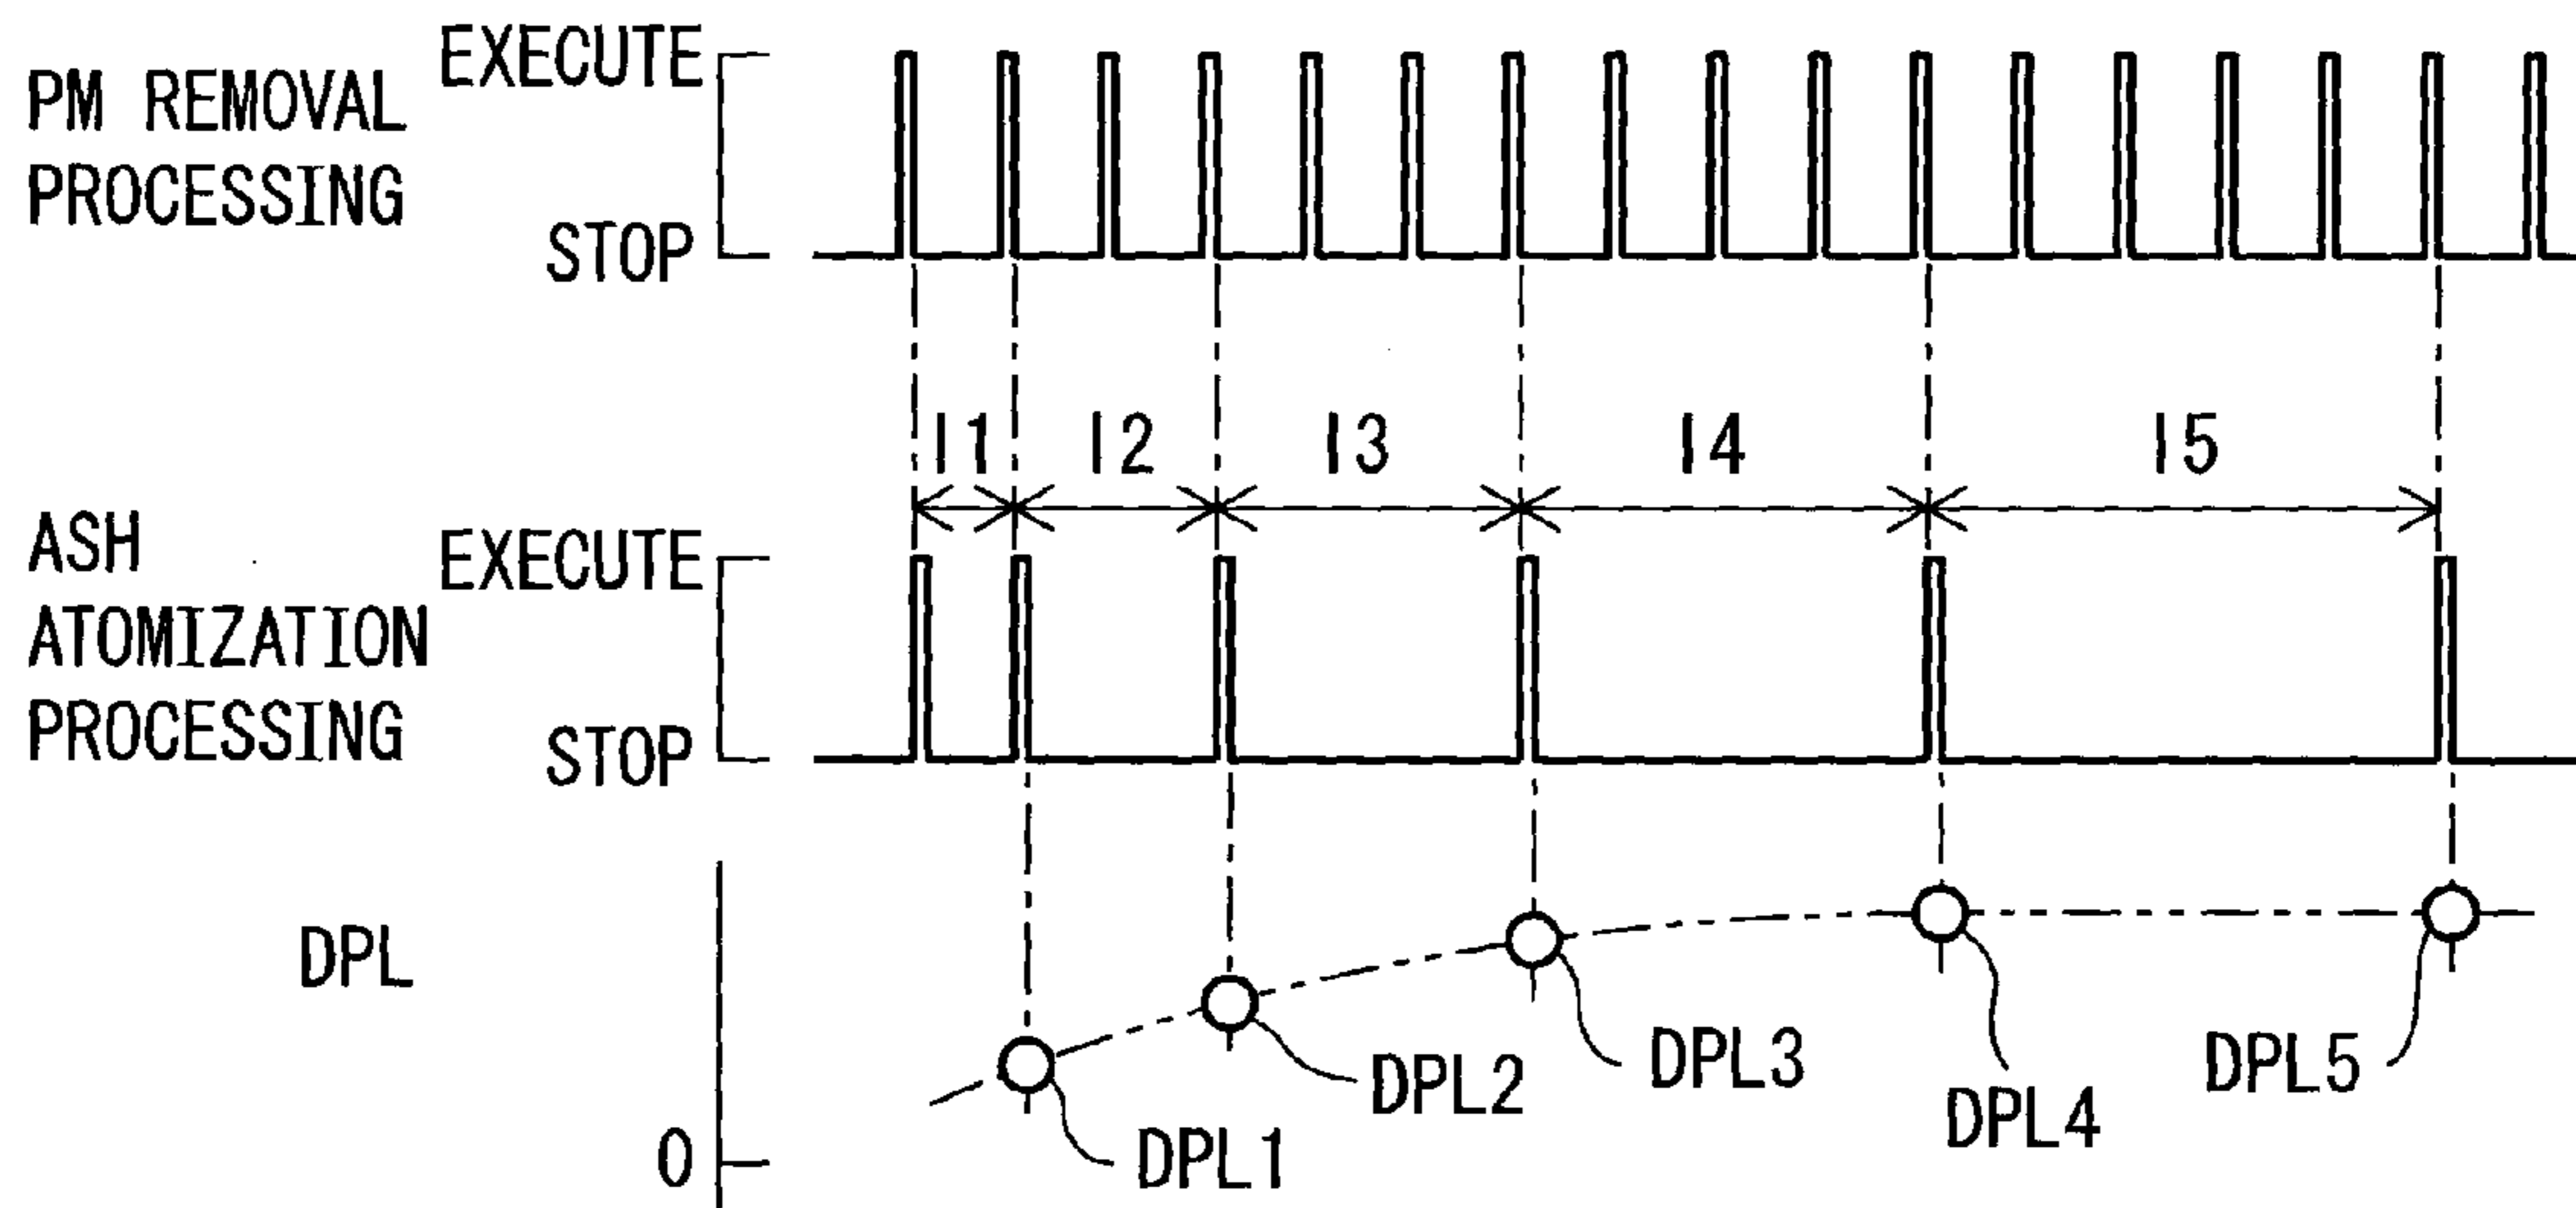 PM REMOVAL
PROCESSING
EXECUTE
STOP
I1
I2
I3
I4
I5
ASH
ATOMIZATION
PROCESSING
EXECUTE
STOP
DPL
0
DPL1
DPL2
DPL3
DPL4
DPL5